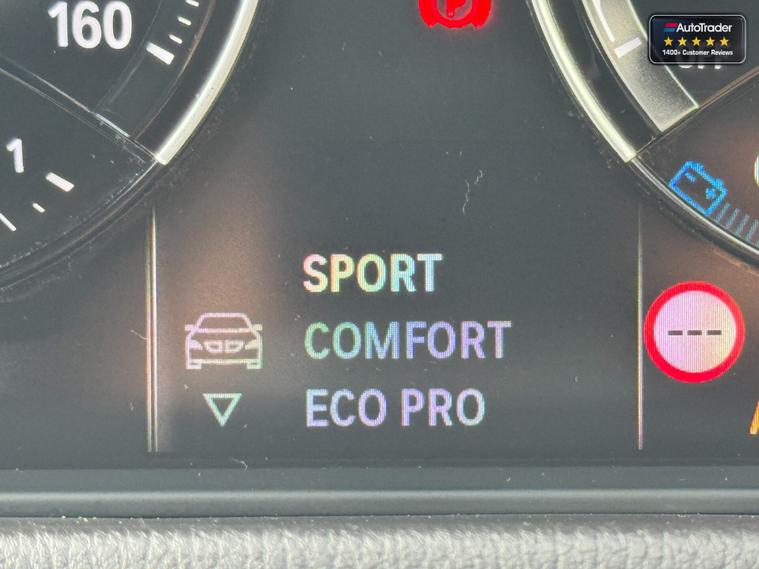 160
P
AutoTrader
1400+ Customer Reviews
1
SPORT
COMFORT
---
ECO PRO